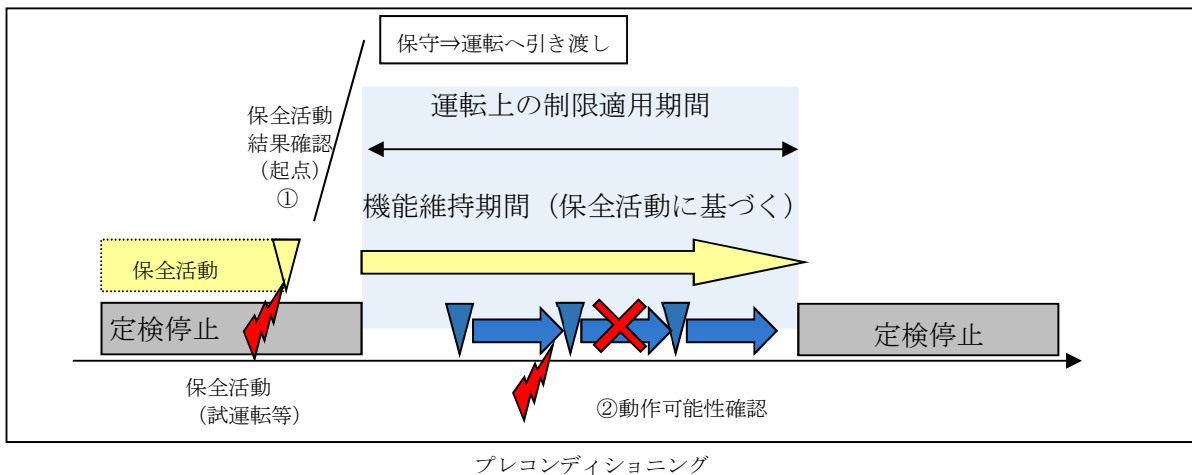 保守⇒運転へ引き渡し
運転上の制限適用期間
保全活動
結果確認
（起点）
①
機能維持期間（保全活動に基づく）
保全活動
定検停止
定検停止
保全活動
（試運転等）
②動作可能性確認
プレコンディショニング